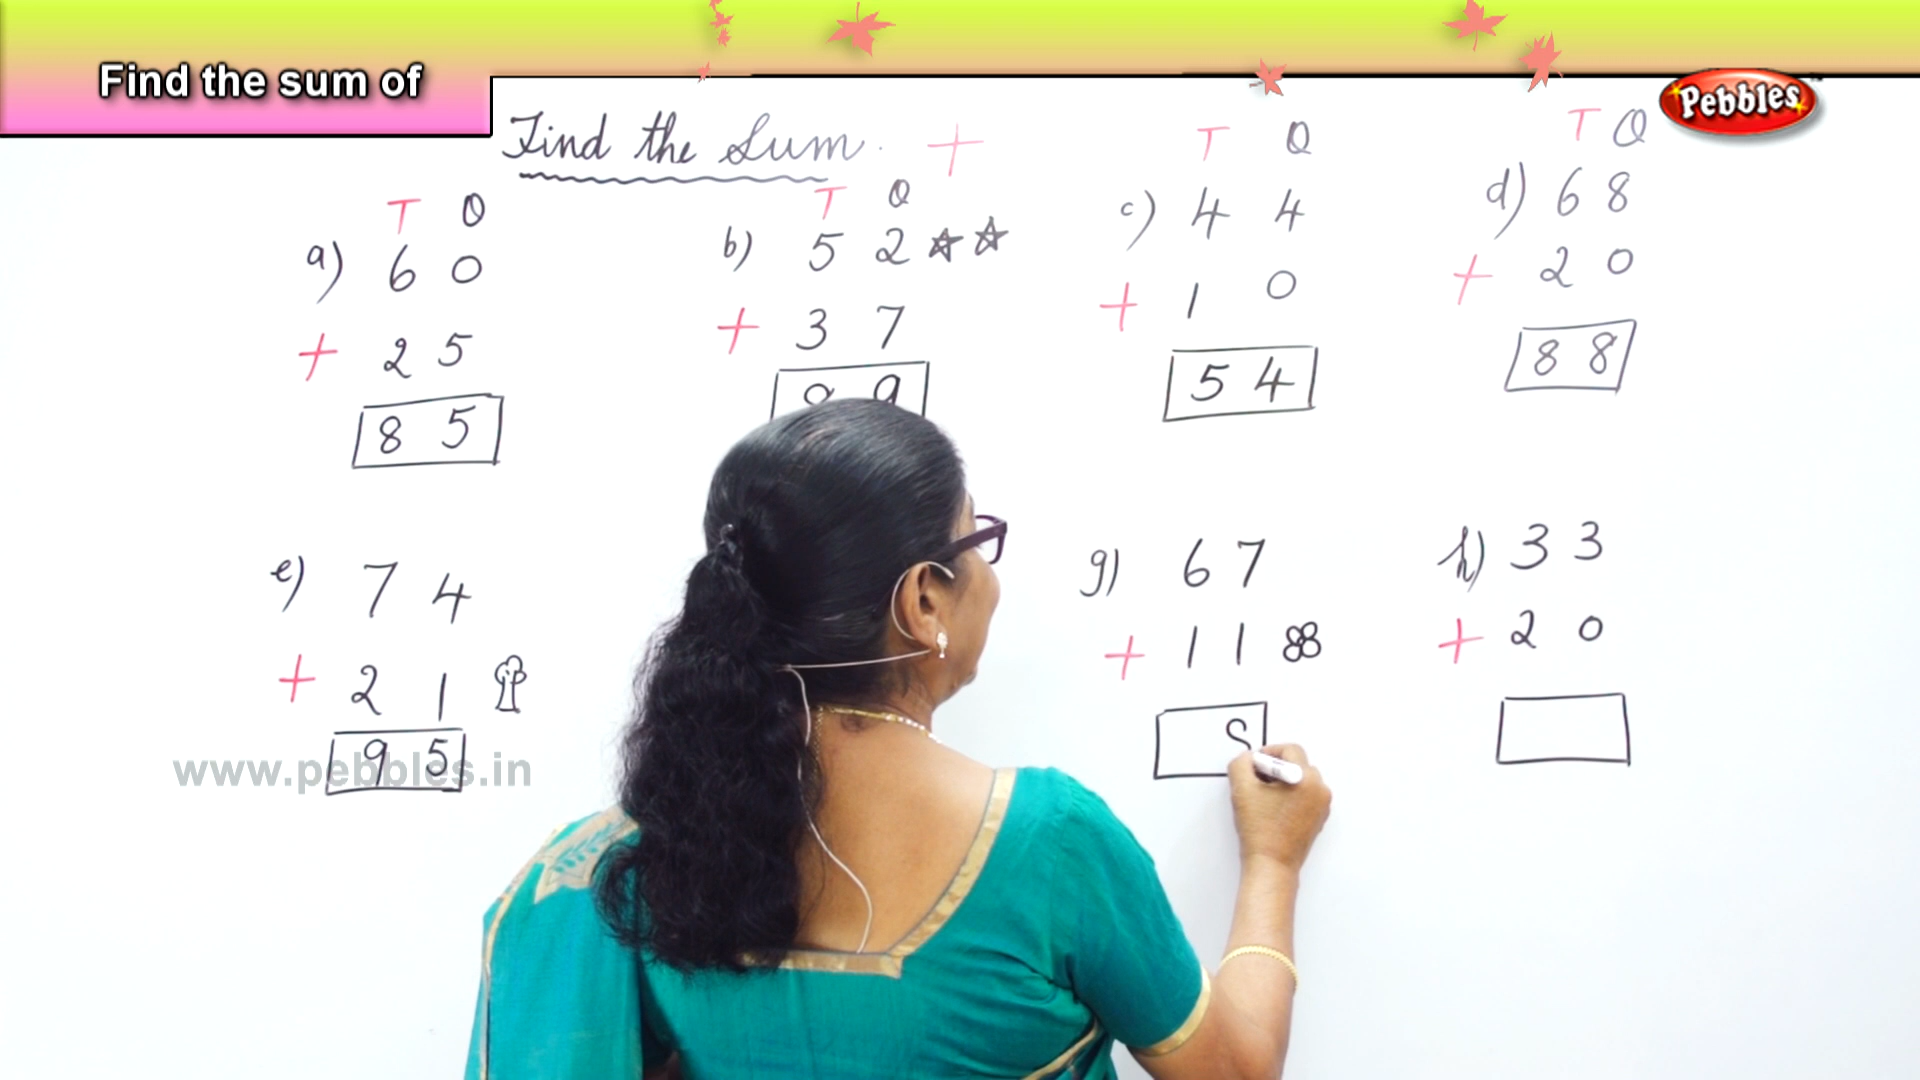 Find the sum of
Pebbles
Find the Sum. +
T O
a) 6 0
+ 2 5
8 5
T O
b) 5 2
+ 3 7
8 9
T O
c) 4 4
+ 1 0
5 4
T O
d) 6 8
+ 2 0
8 8
e) 7 4
+ 2 1
9 5
g) 6 7
+ 1 1
h) 3 3
+ 2 0
www.pebbles.in